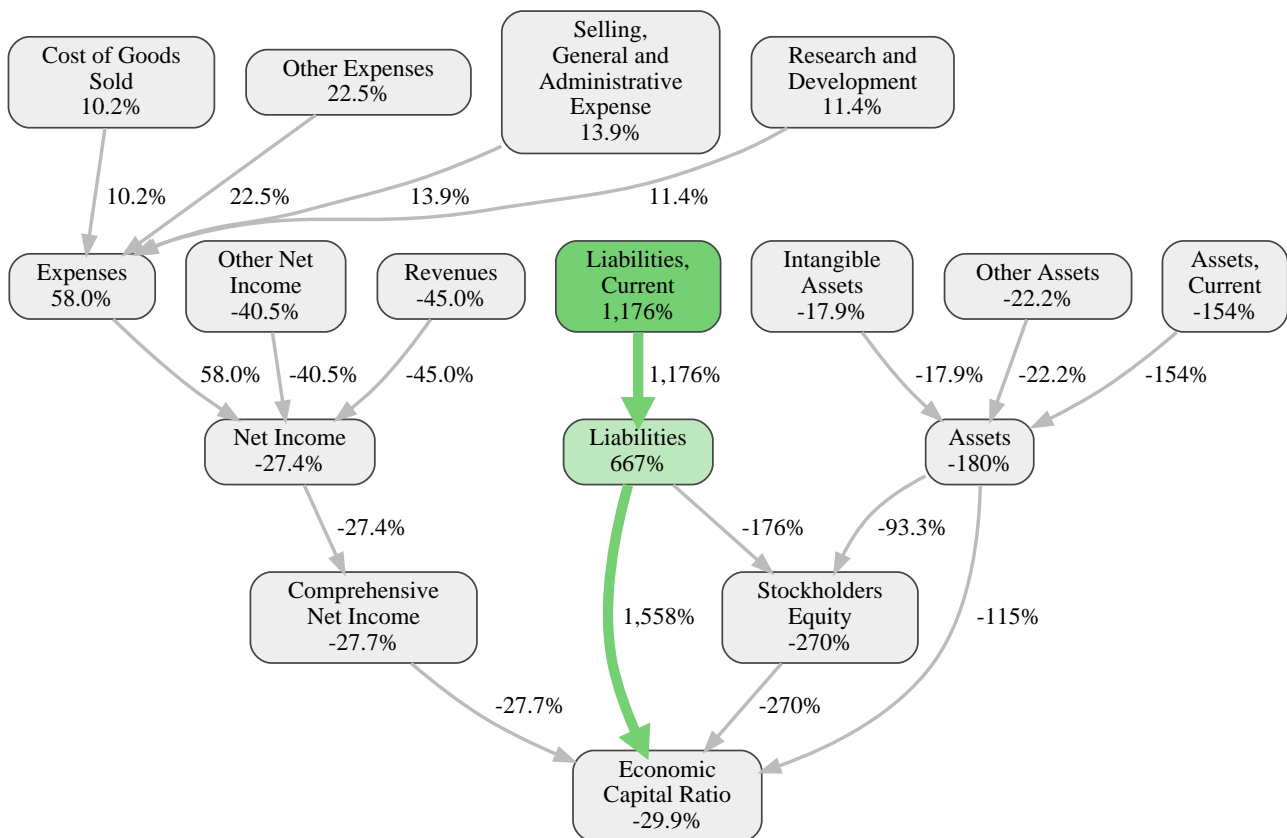 Cost of Goods
Sold
10.2%
Other Expenses
22.5%
Selling,
General and
Administrative
Expense
13.9%
Research and
Development
11.4%
10.2%
22.5%
13.9%
11.4%
Expenses
58.0%
Other Net
Income
-40.5%
Revenues
-45.0%
Liabilities,
Current
1,176%
Intangible
Assets
-17.9%
Other Assets
-22.2%
Assets,
Current
-154%
58.0%
-40.5%
-45.0%
1,176%
-17.9%
-22.2%
-154%
Net Income
-27.4%
Liabilities
667%
Assets
-180%
-27.4%
-176%
-93.3%
Comprehensive
Net Income
-27.7%
1,558%
Stockholders
Equity
-270%
-115%
-27.7%
-270%
Economic
Capital Ratio
-29.9%